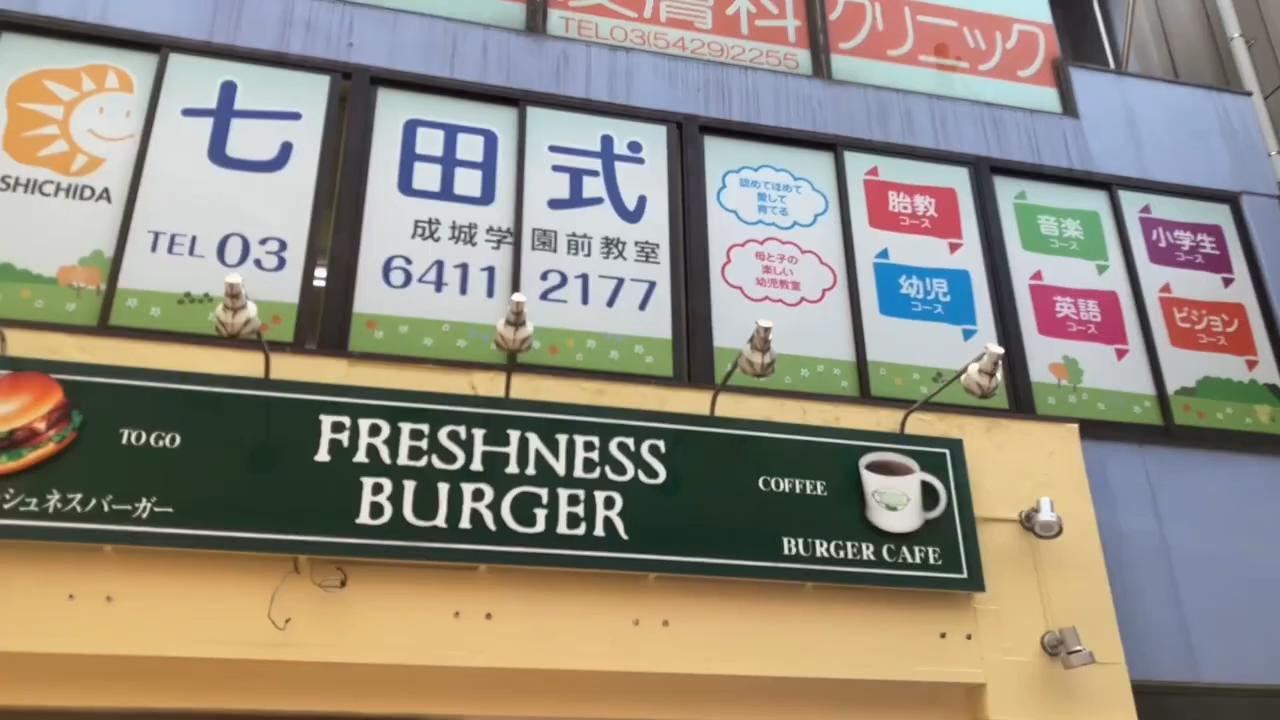 皮膚科
TEL03(5429)2255
クリニック
SHICHIDA
七田式
成城学園前教室
TEL 03 6411 2177
認めてほめて
愛して
育てる
母と子の
楽しい
幼児教室
胎教
コース
幼児
コース
音楽
コース
英語
コース
小学生
コース
ビジョン
コース
TO GO
シュネスバーガー
FRESHNESS
BURGER
COFFEE
BURGER CAFE